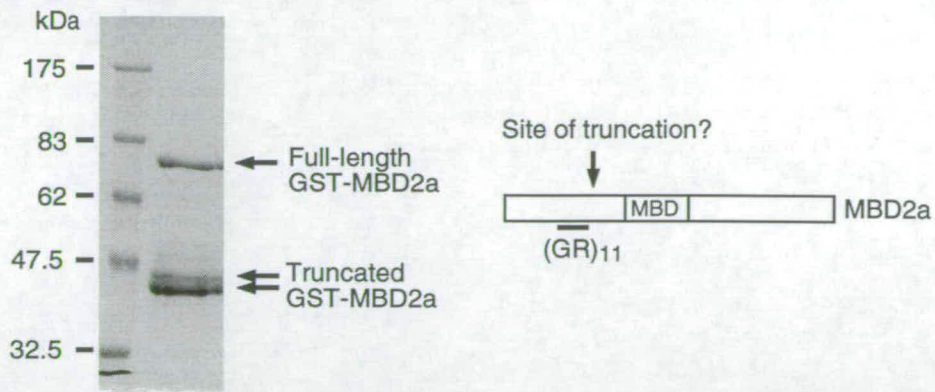 kDa
175
83
62
47.5
32.5
Full-length
GST-MBD2a
Truncated
GST-MBD2a
Site of truncation?
MBD
MBD2a
(GR)11